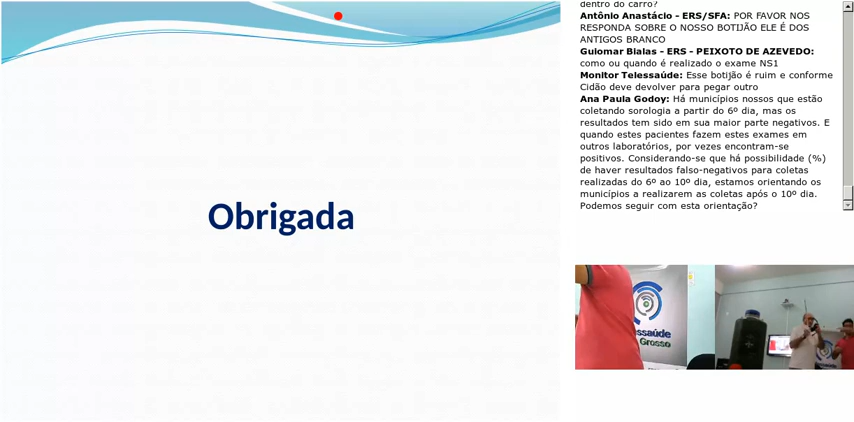 Obrigada
dentro do carro?
Antônio Anastácio - ERS/SFA: POR FAVOR NOS
RESPONDA SOBRE O NOSSO BOTIJÃO ELE É DOS
ANTIGOS BRANCO
Guiomar Bialas - ERS - PEIXOTO DE AZEVEDO:
como ou quando é realizado o exame NS1
Monitor Telessaúde: Esse botijão é ruim e conforme
Cidão deve devolver para pegar outro
Ana Paula Godoy: Há municípios nossos que estão
coletando sorologia a partir do 6º dia, mas os
resultados tem sido em sua maior parte negativos. E
quando estes pacientes fazem estes exames em
outros laboratórios, por vezes encontram-se
positivos. Considerando-se que há possibilidade (%)
de haver resultados falso-negativos para coletas
realizadas do 6º ao 10º dia, estamos orientando os
municípios a realizarem as coletas após o 10º dia.
Podemos seguir com esta orientação?
essaúde
Grosso